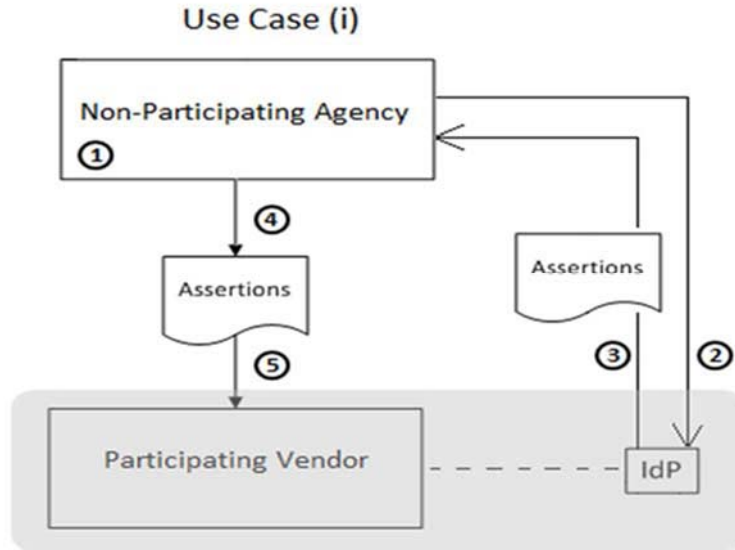 Use Case (i)
Non-Participating Agency
1
4
Assertions
Assertions
5
3
2
Participating Vendor
IdP